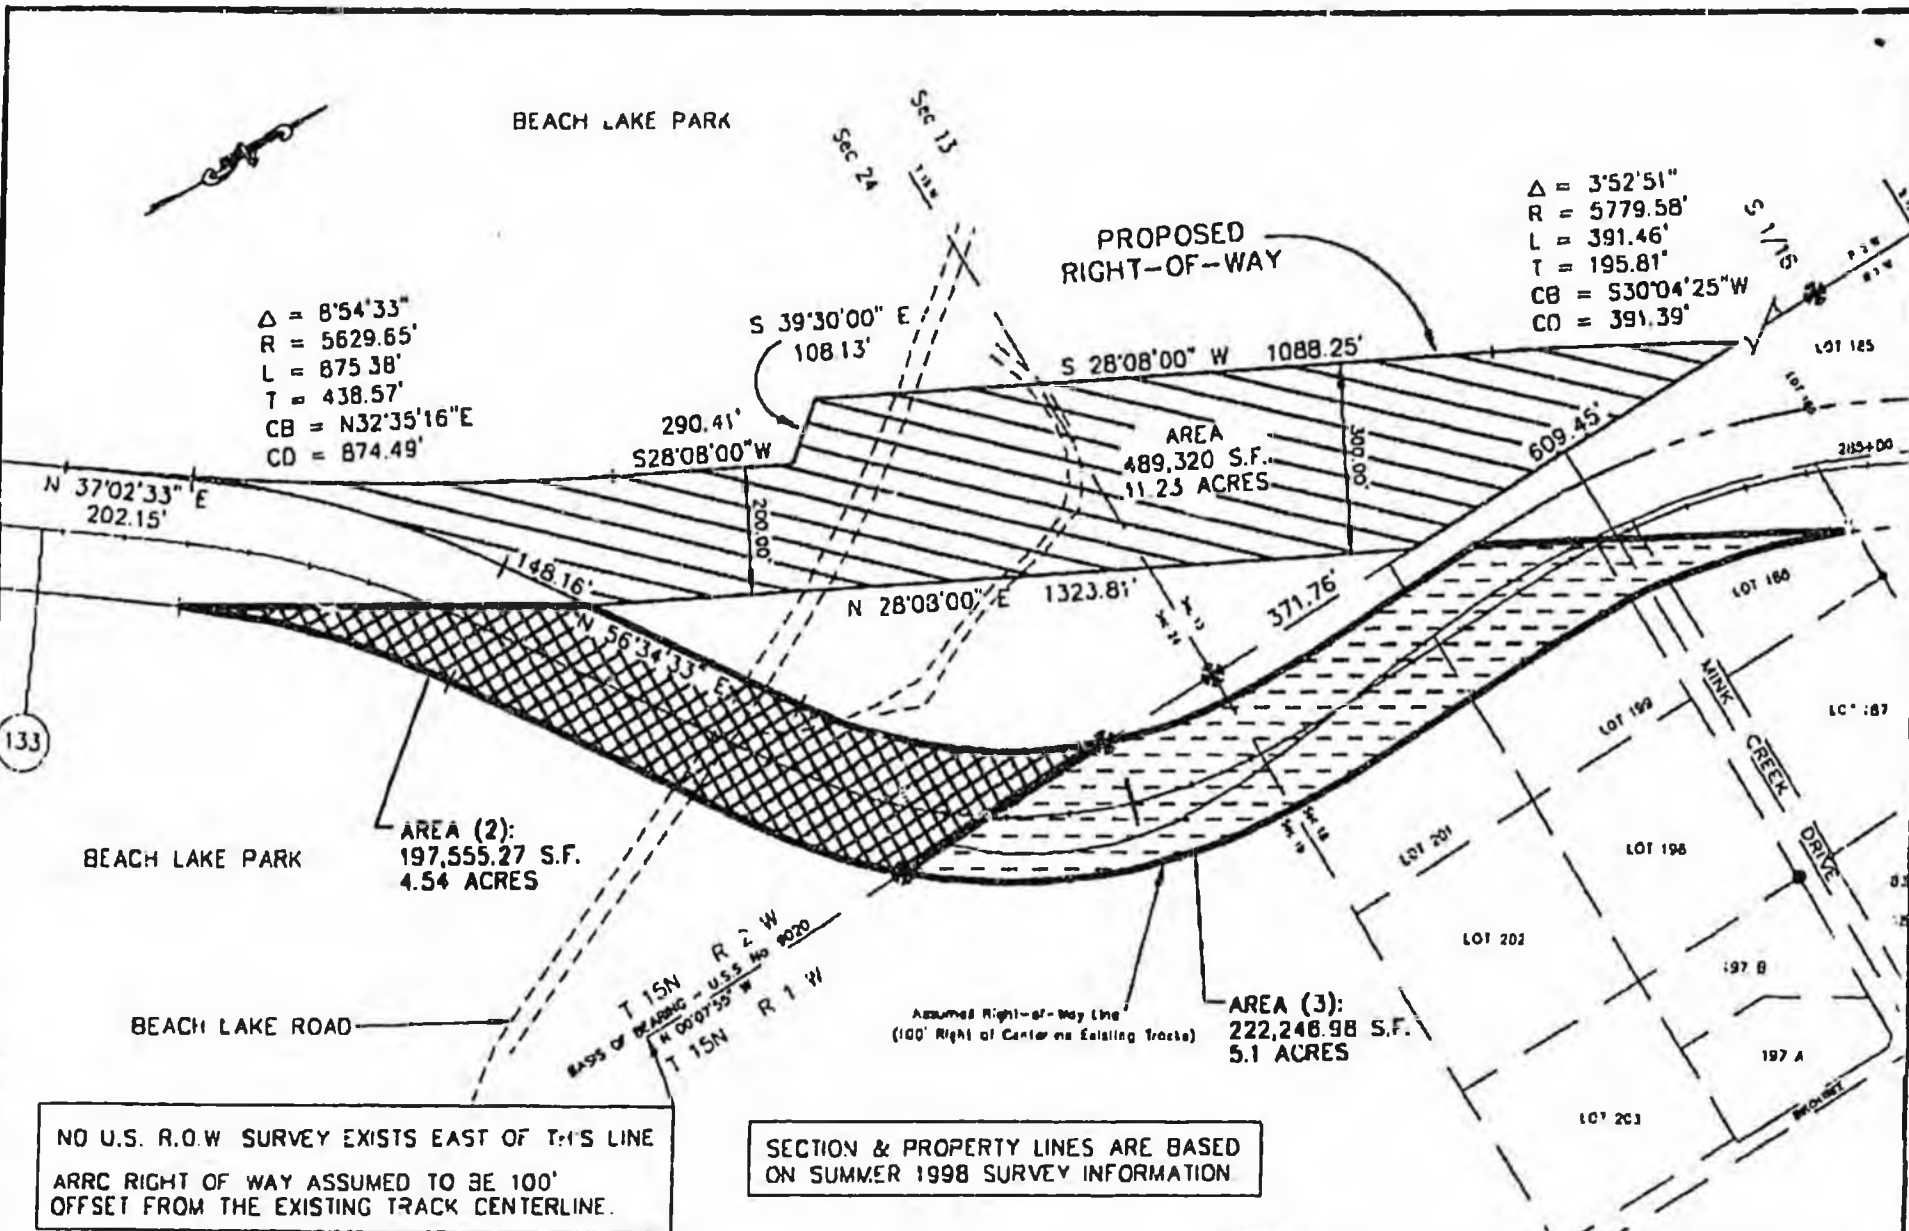 BEACH LAKE PARK
Sec 13
Sec 24
Δ = 3°52'51"
R = 5779.58'
L = 391.46'
T = 195.81'
CB = S30°04'25"W
CD = 391.39'
S 1/16
PROPOSED
RIGHT-OF-WAY
Δ = 8°54'33"
R = 5629.65'
L = 875.38'
T = 438.57'
CB = N32°35'16"E
CD = 874.49'
S 39°30'00" E
108.13'
S 28°08'00" W 1088.25'
LOT 185
290.41'
S28°08'00"W
AREA
489,320 S.F.
11.23 ACRES
300.00'
609.45'
285+00
N 37°02'33" E
202.15'
200.00'
148.16'
N 28°08'00" E 1323.81'
N 56°34'33" E
371.76'
LOT 186
133
MINK CREEK DRIVE
LOT 199
LOT 187
AREA (2):
197,555.27 S.F.
4.54 ACRES
BEACH LAKE PARK
LOT 201
LOT 198
Sec 18
Sec 19
LOT 202
197 B
T 15N R 2 W
BASIS OF BEARING - U.S.S. No 9020
N 00°07'55" W
T 15N R 1 W
BEACH LAKE ROAD
Assumed Right-of-Way Line
(100' Right of Centerline Existing Tracks)
AREA (3):
222,246.98 S.F.
5.1 ACRES
197 A
LOT 203
NO U.S. R.O.W SURVEY EXISTS EAST OF THIS LINE
ARRC RIGHT OF WAY ASSUMED TO BE 100'
OFFSET FROM THE EXISTING TRACK CENTERLINE.
SECTION & PROPERTY LINES ARE BASED
ON SUMMER 1998 SURVEY INFORMATION